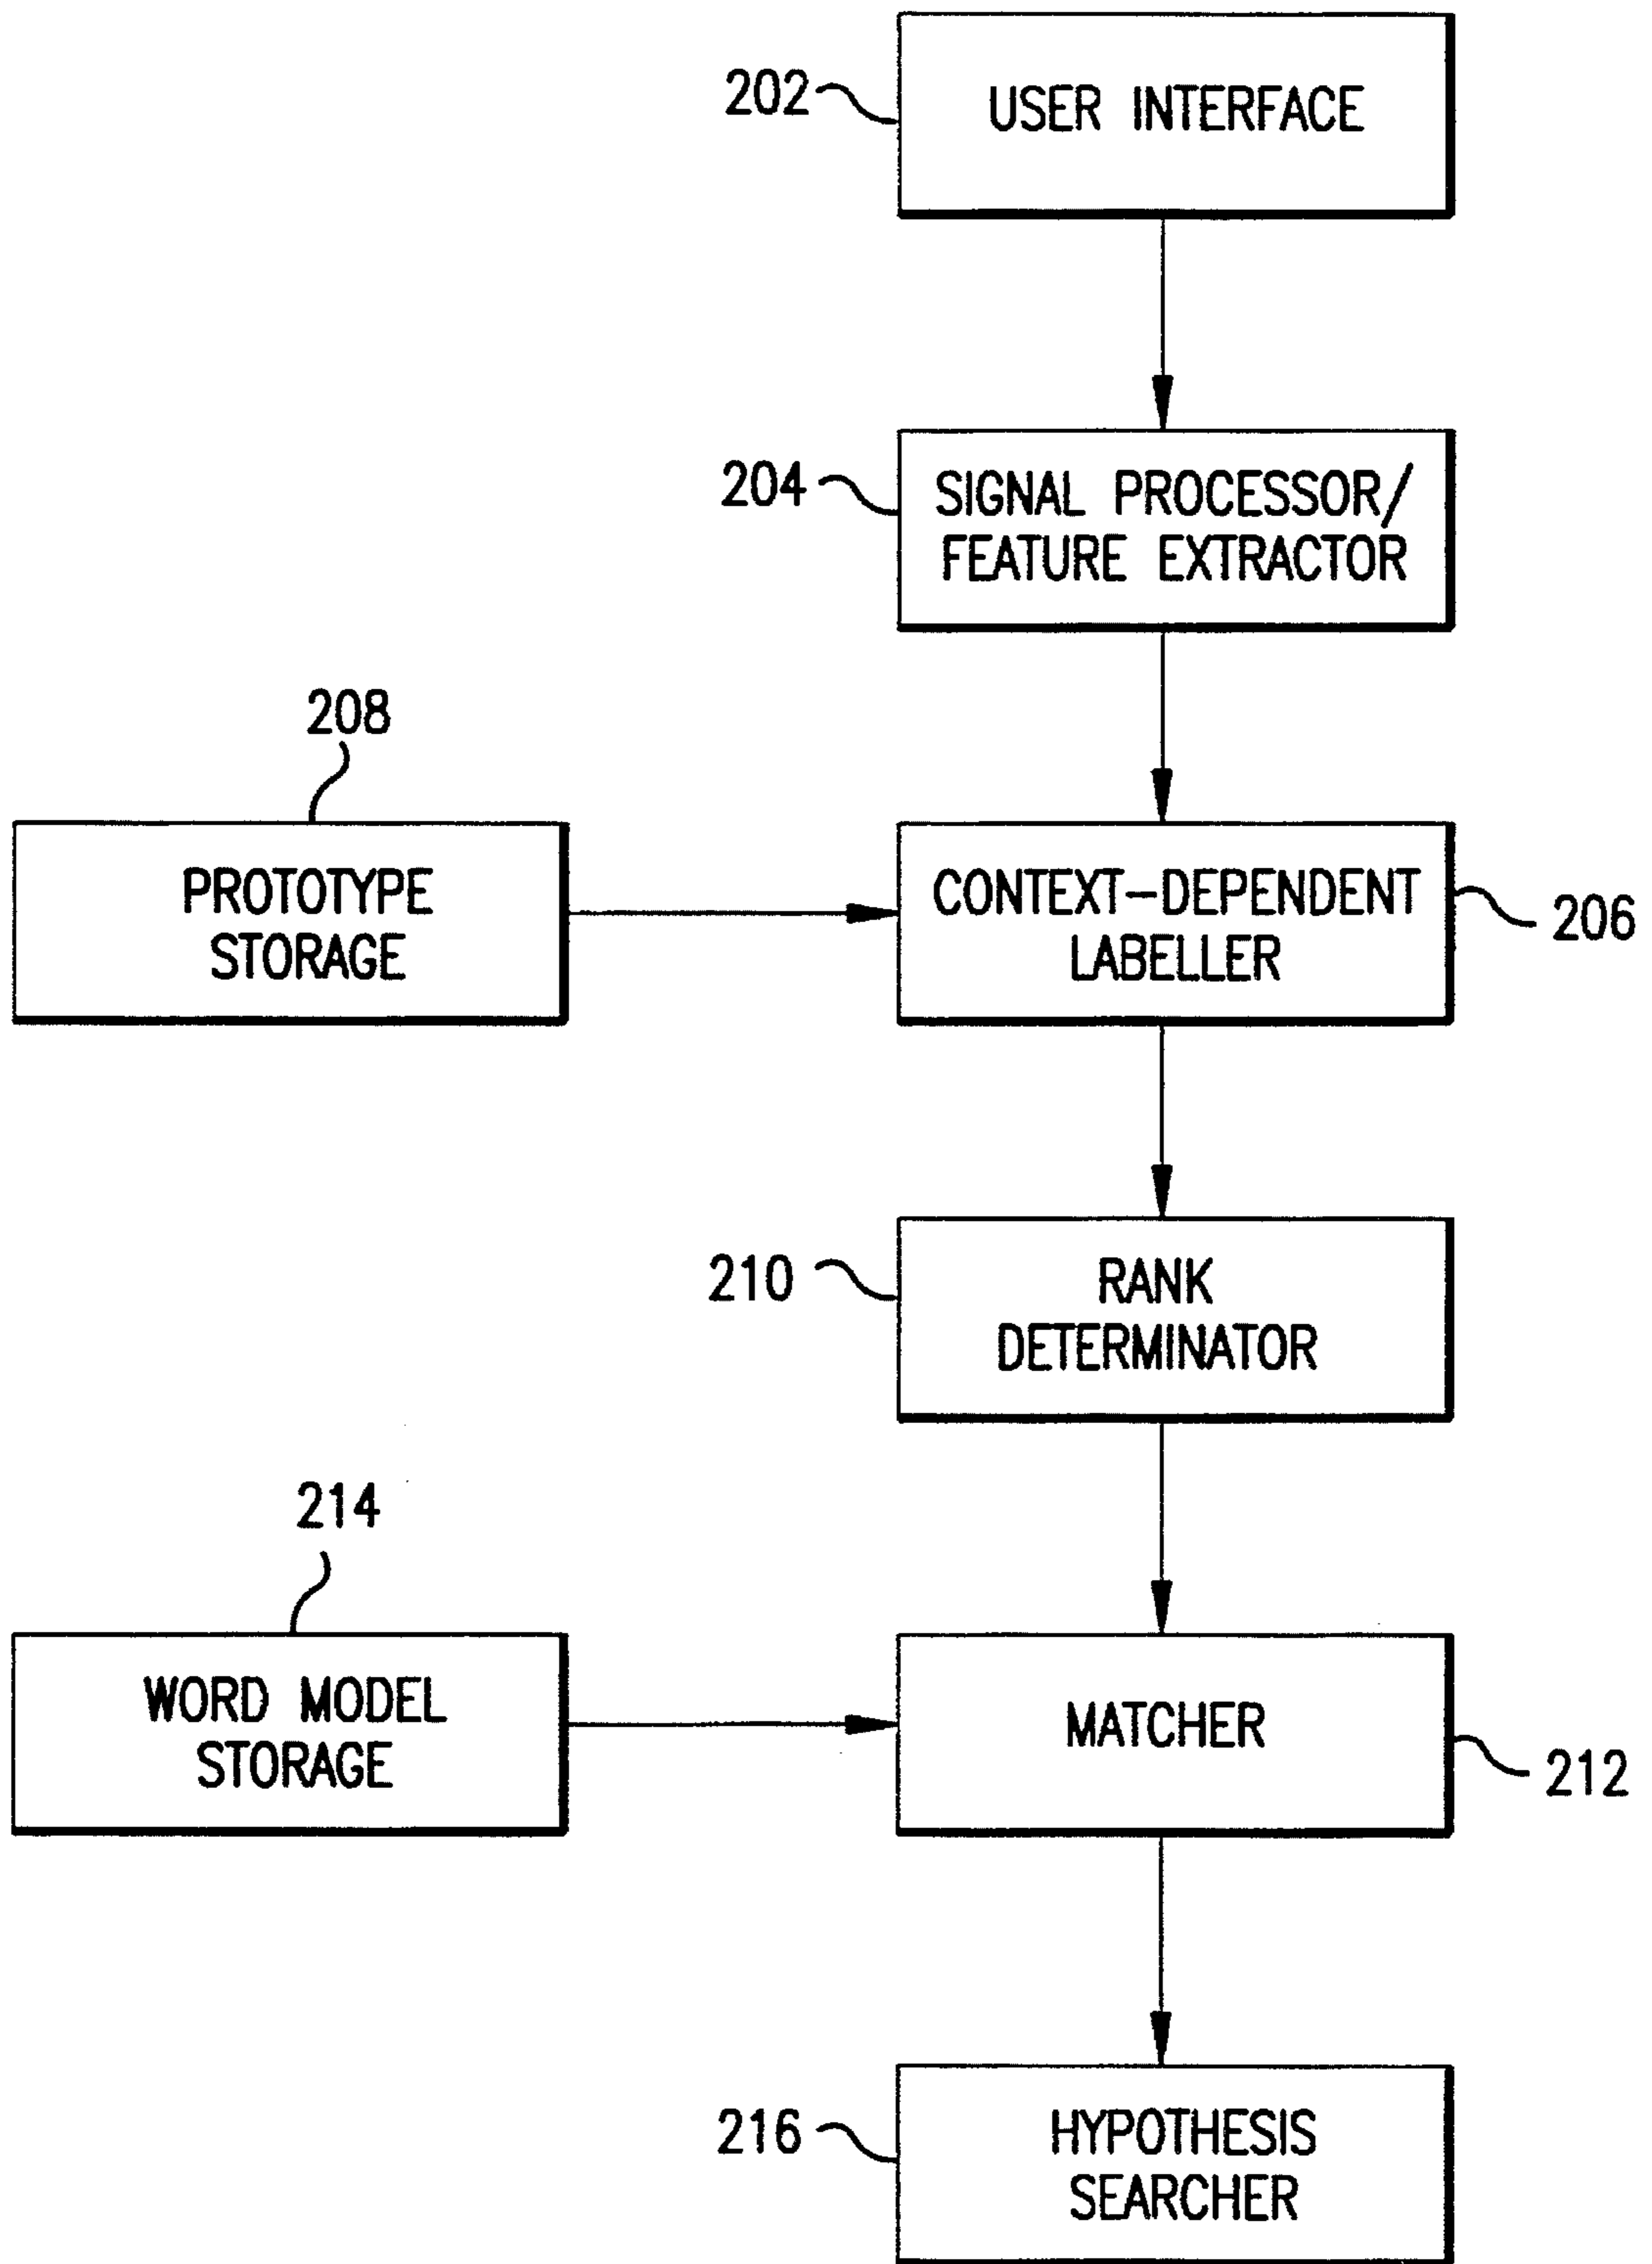 202
USER INTERFACE
204
SIGNAL PROCESSOR/
FEATURE EXTRACTOR
208
PROTOTYPE
STORAGE
CONTEXT-DEPENDENT
LABELLER
206
210
RANK
DETERMINATOR
214
WORD MODEL
STORAGE
MATCHER
212
216
HYPOTHESIS
SEARCHER